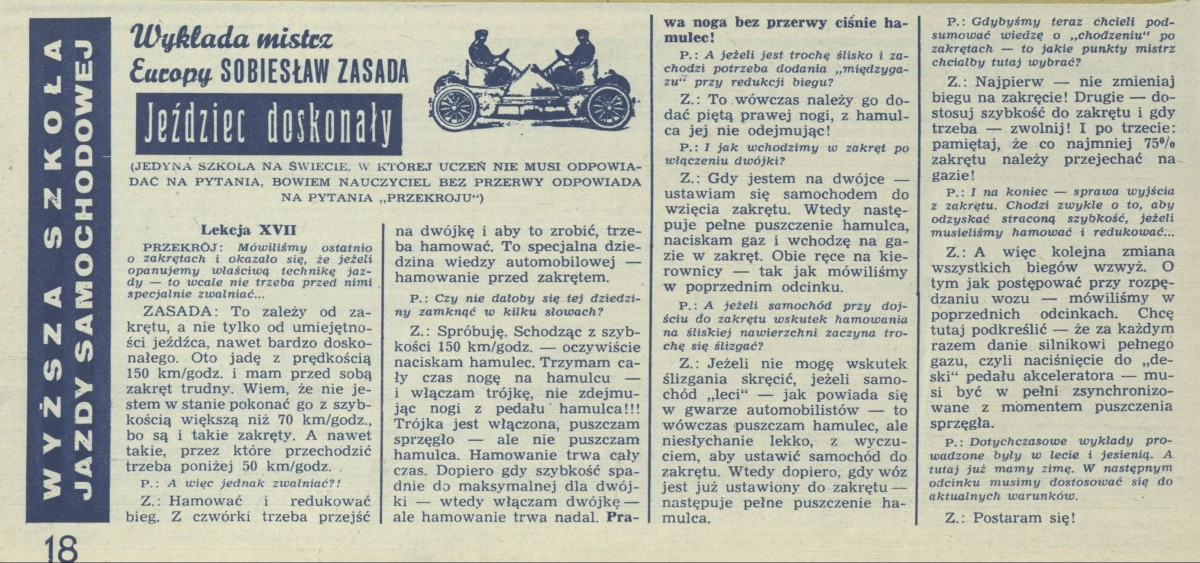 WYŻSZA SZKOŁA
JAZDY SAMOCHODOWEJ
Wykłada mistrz
Europy SOBIESŁAW ZASADA
Jeździec doskonały
(JEDYNA SZKOŁA NA ŚWIECIE, W KTÓREJ UCZEŃ NIE MUSI ODPOWIA-
DAĆ NA PYTANIA, BOWIEM NAUCZYCIEL BEZ PRZERWY ODPOWIADA
NA PYTANIA „PRZEKROJU”)
Lekcja XVII
PRZEKRÓJ: Mówiliśmy ostatnio
o zakrętach i okazało się, że jeżeli
opanujemy właściwą technikę jaz-
dy — to wcale nie trzeba przed nimi
specjalnie zwalniać...
ZASADA: To zależy od za-
krętu, a nie tylko od umiejętno-
ści jeźdźca, nawet bardzo dosko-
nałego. Oto jadę z prędkością
150 km/godz. i mam przed sobą
zakręt trudny. Wiem, że nie je-
stem w stanie pokonać go z szyb-
kością większą niż 70 km/godz.,
bo są i takie zakręty. A nawet
takie, przez które przechodzić
trzeba poniżej 50 km/godz.
P.: A więc jednak zwalniać?!
Z.: Hamować i redukować
bieg. Z czwórki trzeba przejść
na dwójkę i aby to zrobić, trze-
ba hamować. To specjalna dzie-
dzina wiedzy automobilowej —
hamowanie przed zakrętem.
P.: Czy nie dałoby się tej dziedzi-
ny zamknąć w kilku słowach?
Z.: Spróbuję. Schodząc z szyb-
kości 150 km/godz. — oczywiście
naciskam hamulec. Trzymam ca-
ły czas nogę na hamulcu —
i włączam trójkę, nie zdejmu-
jąc nogi z pedału hamulca!!!
Trójka jest włączona, puszczam
sprzęgło — ale nie puszczam
hamulca. Hamowanie trwa cały
czas. Dopiero gdy szybkość spa-
dnie do maksymalnej dla dwój-
ki — wtedy włączam dwójkę —
ale hamowanie trwa nadal. Pra-
wa noga bez przerwy ciśnie ha-
mulec!
P.: A jeżeli jest trochę ślisko i za-
chodzi potrzeba dodania „międzyga-
zu” przy redukcji biegu?
Z.: To wówczas należy go do-
dać piętą prawej nogi, z hamul-
ca jej nie odejmując!
P.: I jak wchodzimy w zakręt po
włączeniu dwójki?
Z.: Gdy jestem na dwójce —
ustawiam się samochodem do
wzięcia zakrętu. Wtedy nastę-
puje pełne puszczenie hamulca,
naciskam gaz i wchodzę na ga-
zie w zakręt. Obie ręce na kie-
rownicy — tak jak mówiliśmy
w poprzednim odcinku.
P.: A jeżeli samochód przy doj-
ściu do zakrętu wskutek hamowania
na śliskiej nawierzchni zaczyna tro-
chę się ślizgać?
Z.: Jeżeli nie mogę wskutek
ślizgania skręcić, jeżeli samo-
chód „leci” — jak powiada się
w gwarze automobilistów — to
wówczas puszczam hamulec, ale
niesłychanie lekko, z wyczu-
ciem, aby ustawić samochód do
zakrętu. Wtedy dopiero, gdy wóz
jest już ustawiony do zakrętu —
następuje pełne puszczenie ha-
mulca.
P.: Gdybyśmy teraz chcieli pod-
sumować wiedzę o „chodzeniu” po
zakrętach — to jakie punkty mistrz
chciałby tutaj wybrać?
Z.: Najpierw — nie zmieniaj
biegu na zakręcie! Drugie — do-
stosuj szybkość do zakrętu i gdy
trzeba — zwolnij! I po trzecie:
pamiętaj, że co najmniej 75%
zakrętu należy przejechać na
gazie!
P.: I na koniec — sprawa wyjścia
z zakrętu. Chodzi zwykle o to, aby
odzyskać straconą szybkość, jeżeli
musieliśmy hamować i redukować...
Z.: A więc kolejna zmiana
wszystkich biegów wzwyż. O
tym jak postępować przy rozpę-
dzaniu wozu — mówiliśmy w
poprzednich odcinkach. Chcę
tutaj podkreślić — że za każdym
razem danie silnikowi pełnego
gazu, czyli naciśnięcie do „de-
ski” pedału akceleratora — mu-
si być w pełni zsynchronizo-
wane z momentem puszczenia
sprzęgła.
P.: Dotychczasowe wykłady pro-
wadzone były w lecie i jesienią. A
tutaj już mamy zimę. W następnym
odcinku musimy dostosować się do
aktualnych warunków.
Z.: Postaram się!
18